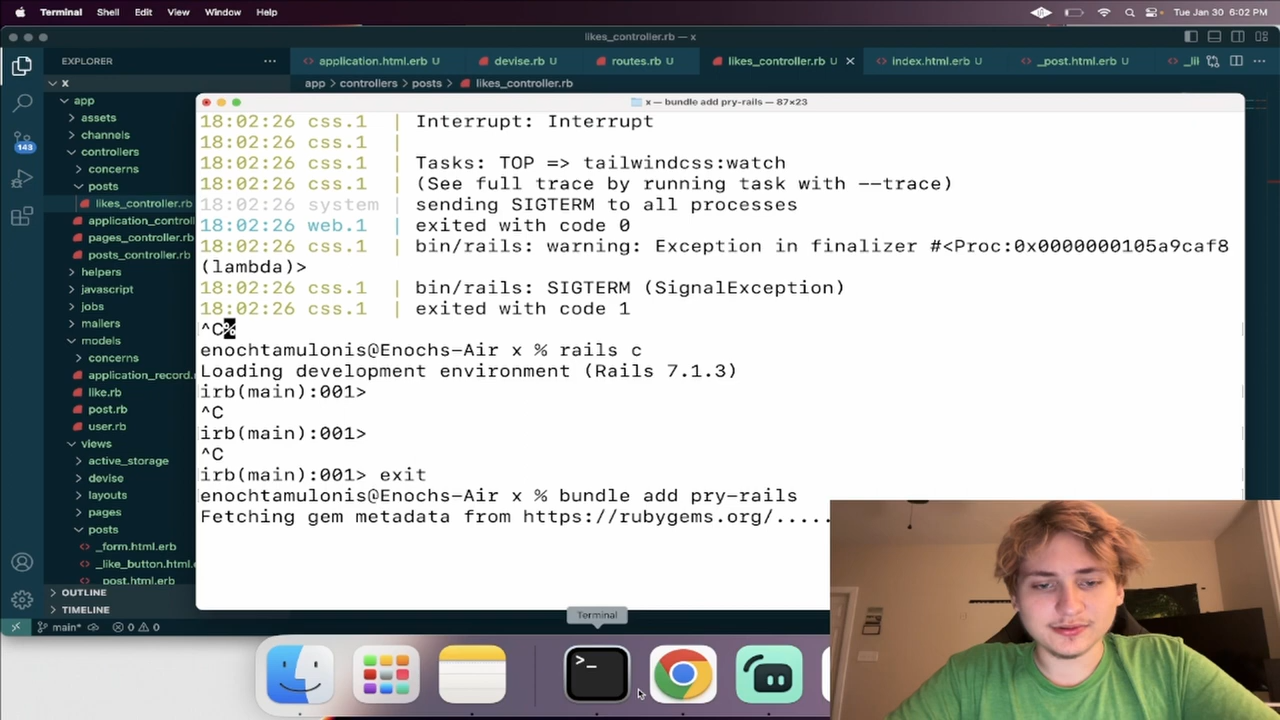 Terminal Shell Edit View Window Help Tue Jan 30 6:02 PM
likes_controller.rb — x
EXPLORER ··· application.html.erb U devise.rb U routes.rb U likes_controller.rb U index.html.erb U _post.html.erb U
app > controllers > posts > likes_controller.rb
x
app
assets
channels
controllers
concerns
posts
likes_controller.rb
application_control
pages_controller.rb
posts_controller.rb
helpers
javascript
jobs
mailers
models
concerns
application_record.
like.rb
post.rb
user.rb
views
active_storage
devise
layouts
pages
posts
_form.html.erb
_like_button.html.e
_post.html.erb
OUTLINE
TIMELINE
143
main* 0 0
x — bundle add pry-rails — 87×23
18:02:26 css.1 | Interrupt: Interrupt
18:02:26 css.1 |
18:02:26 css.1 | Tasks: TOP => tailwindcss:watch
18:02:26 css.1 | (See full trace by running task with --trace)
18:02:26 system | sending SIGTERM to all processes
18:02:26 web.1 | exited with code 0
18:02:26 css.1 | bin/rails: warning: Exception in finalizer #<Proc:0x0000000105a9caf8
(lambda)>
18:02:26 css.1 | bin/rails: SIGTERM (SignalException)
18:02:26 css.1 | exited with code 1
^C%
enochtamulonis@Enochs-Air x % rails c
Loading development environment (Rails 7.1.3)
irb(main):001>
^C
irb(main):001>
^C
irb(main):001> exit
enochtamulonis@Enochs-Air x % bundle add pry-rails
Fetching gem metadata from https://rubygems.org/.....
Terminal